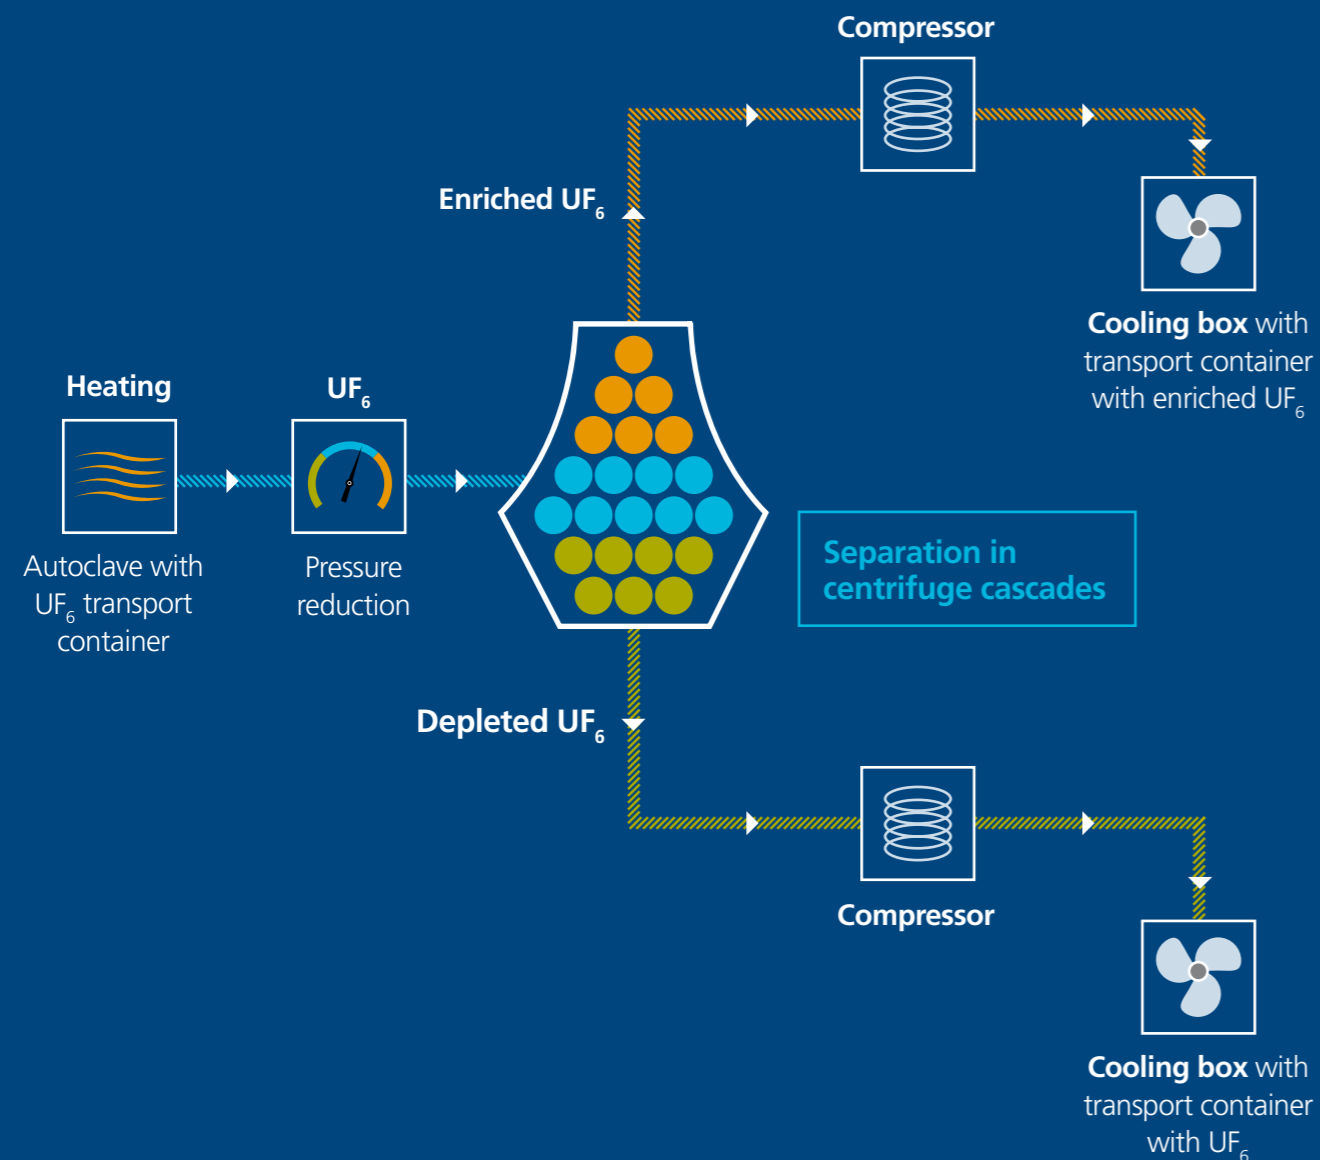 Compressor
Enriched UF₆
Cooling box with
transport container
with enriched UF₆
Heating
UF₆
Autoclave with
UF₆ transport
container
Pressure
reduction
Separation in
centrifuge cascades
Depleted UF₆
Compressor
Cooling box with
transport container
with UF₆